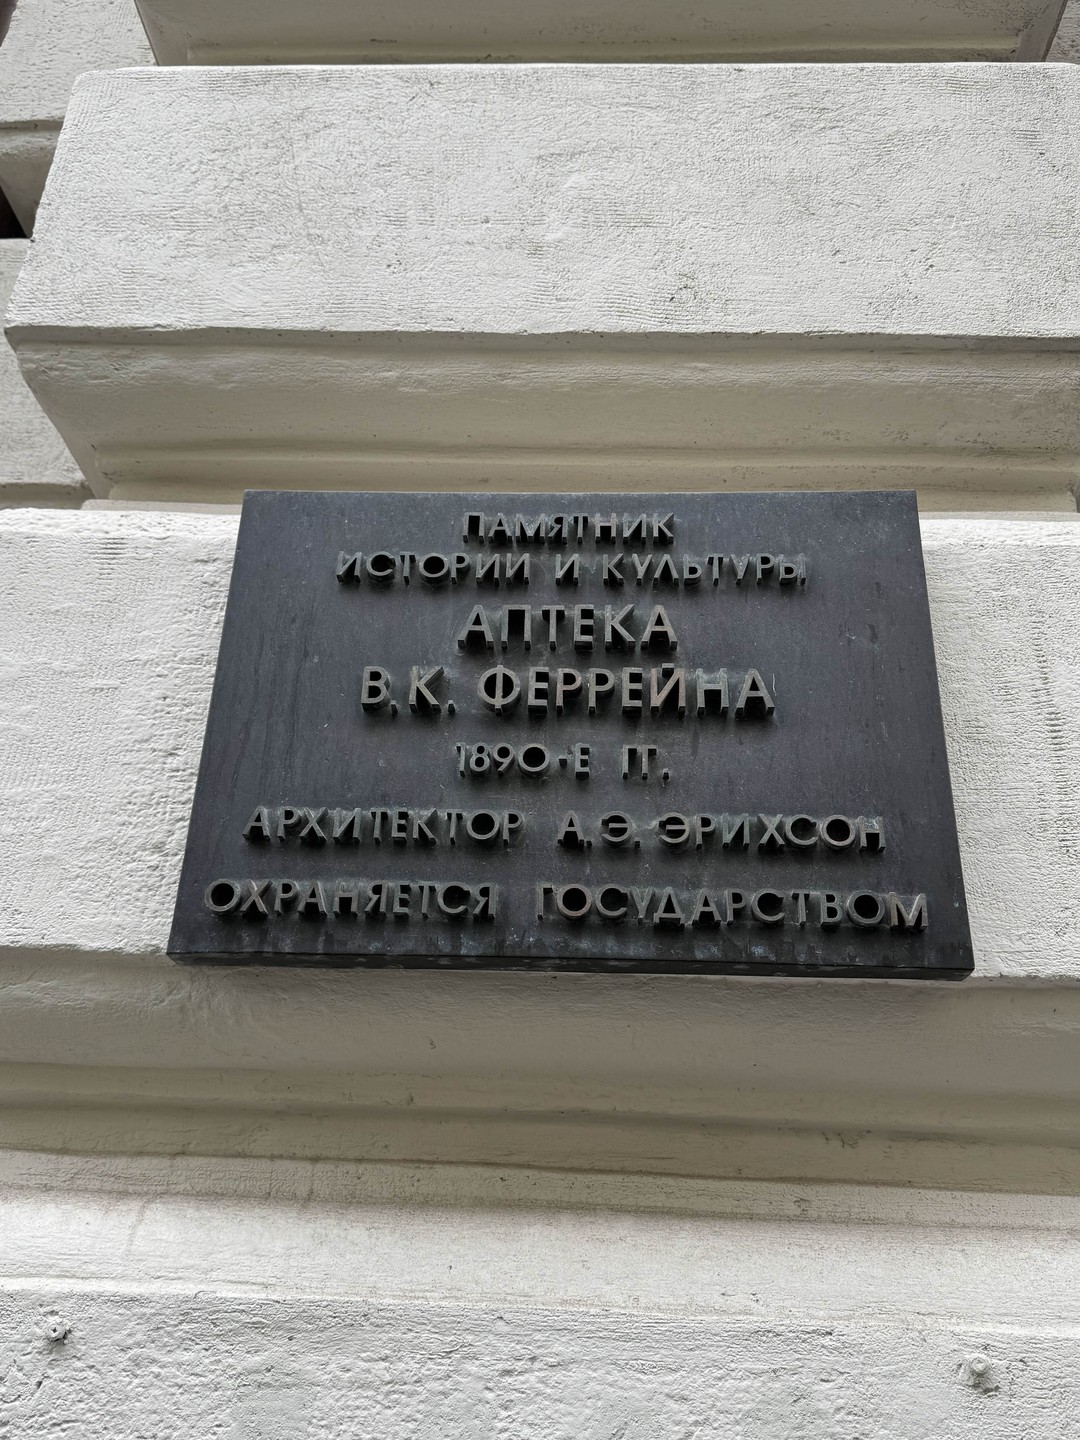 ПАМЯТНИК
ИСТОРИИ И КУЛЬТУРЫ
АПТЕКА
В.К. ФЕРРЕЙНА
1890-Е ГГ.
АРХИТЕКТОР А.Э. ЭРИХСОН
ОХРАНЯЕТСЯ ГОСУДАРСТВОМ